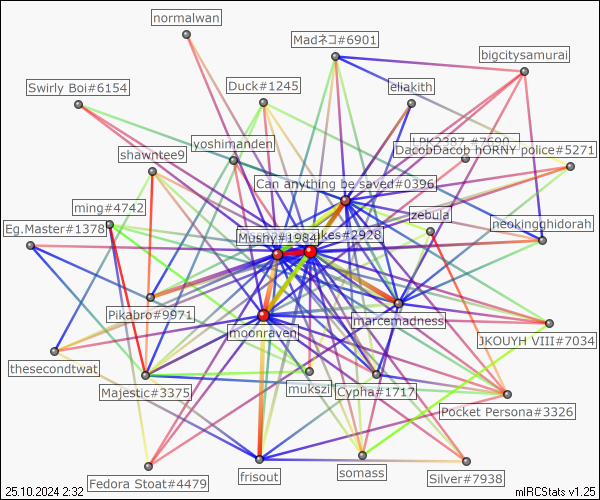 normalwan
Madネコ#6901
bigcitysamurai
Swirly Boi#6154
Duck#1245
eliakith
yoshimanden
DacobDacob hORNY police#5271
shawntee9
Can anything be saved#0396
ming#4742
zebula
Eg.Master#1378
Mushy#1984
kes#2928
neokingghidorah
Pikabro#9971
moonraven
marcemadness
JKOUYH VIII#7034
thesecondtwat
Majestic#3375
mukszi
Cypha#1717
Pocket Persona#3326
Fedora Stoat#4479
frisout
somass
Silver#7938
25.10.2024 2:32
mIRCStats v1.25